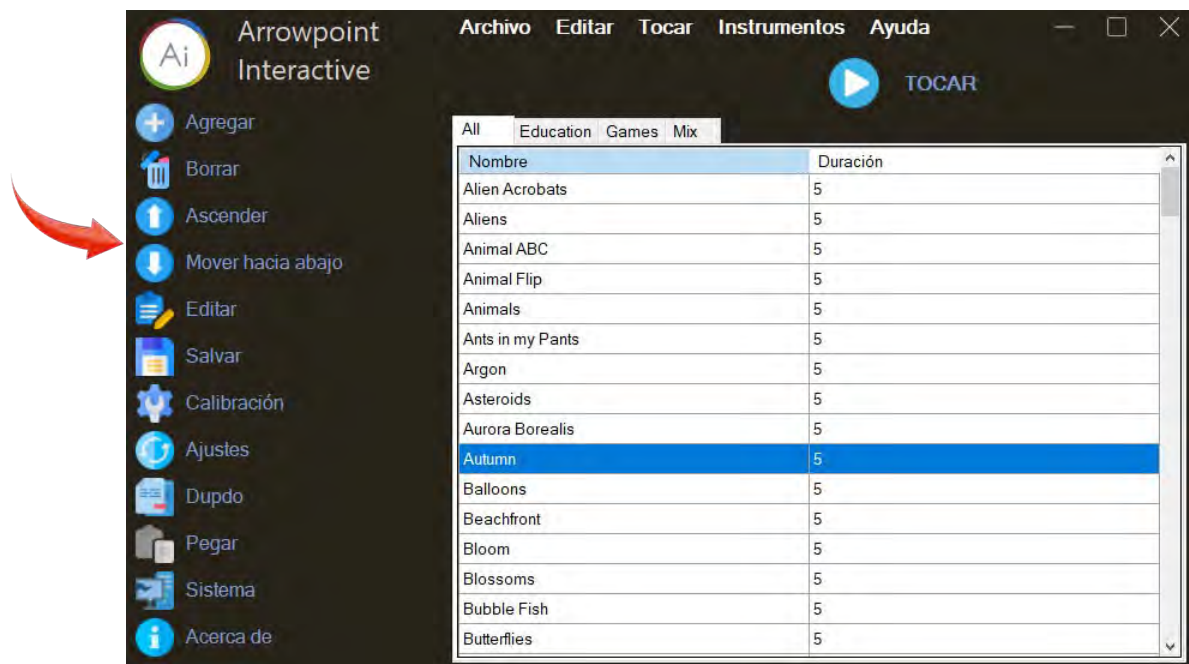 Ai
Arrowpoint
Interactive
Archivo Editar Tocar Instrumentos Ayuda
TOCAR
Agregar
Borrar
Ascender
Mover hacia abajo
Editar
Salvar
Calibración
Ajustes
Dupdo
Pegar
Sistema
Acerca de
All Education Games Mix
Nombre Duración
Alien Acrobats 5
Aliens 5
Animal ABC 5
Animal Flip 5
Animals 5
Ants in my Pants 5
Argon 5
Asteroids 5
Aurora Borealis 5
Autumn 5
Balloons 5
Beachfront 5
Bloom 5
Blossoms 5
Bubble Fish 5
Butterflies 5